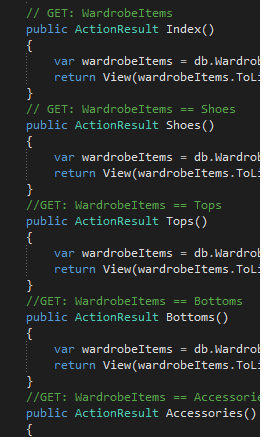 // GET: WardrobeItems
public ActionResult Index()
{
var wardrobeItems = db.Wardrob
return View(wardrobeItems.ToLi
}
// GET: WardrobeItems == Shoes
public ActionResult Shoes()
{
var wardrobeItems = db.Wardrob
return View(wardrobeItems.ToLi
}
//GET: WardrobeItems == Tops
public ActionResult Tops()
{
var wardrobeItems = db.Wardrob
return View(wardrobeItems.ToLi
}
//GET: WardrobeItems == Bottoms
public ActionResult Bottoms()
{
var wardrobeItems = db.Wardrob
return View(wardrobeItems.ToLi
}
//GET: WardrobeItems == Accessorie
public ActionResult Accessories()
{